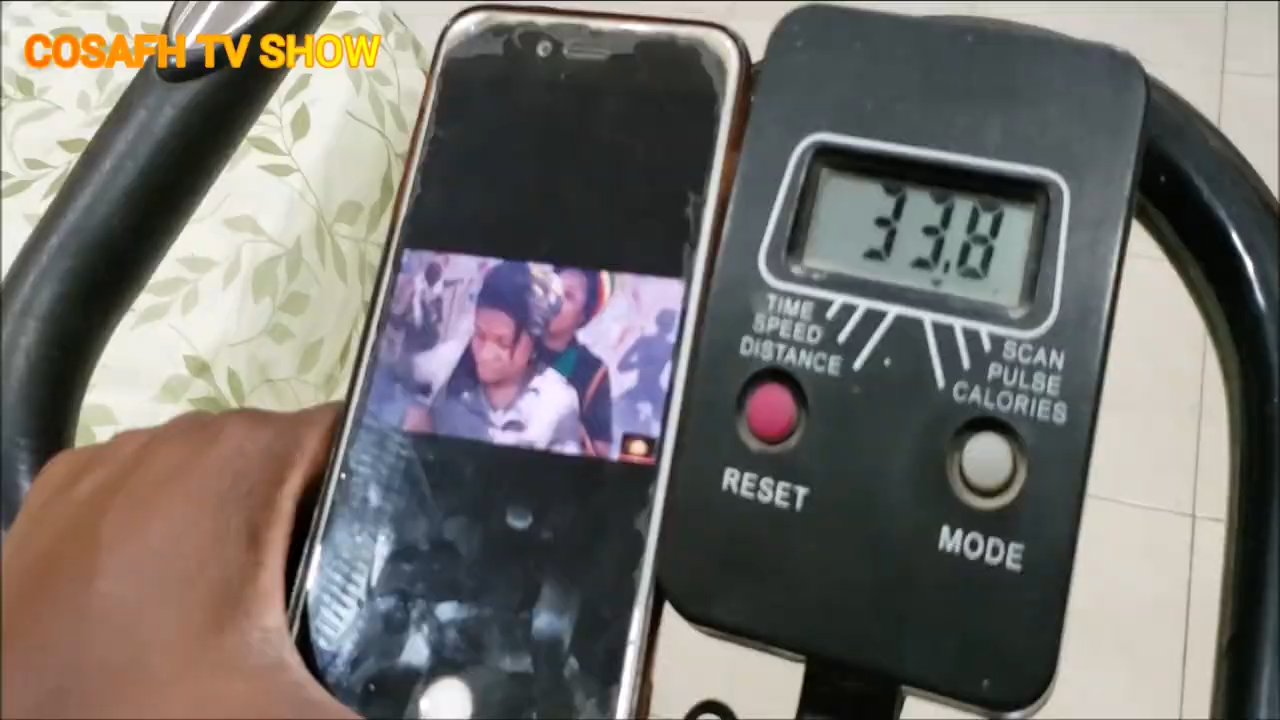 COSAFH TV SHOW
33.8
TIME
SPEED
DISTANCE
SCAN
PULSE
CALORIES
RESET
MODE